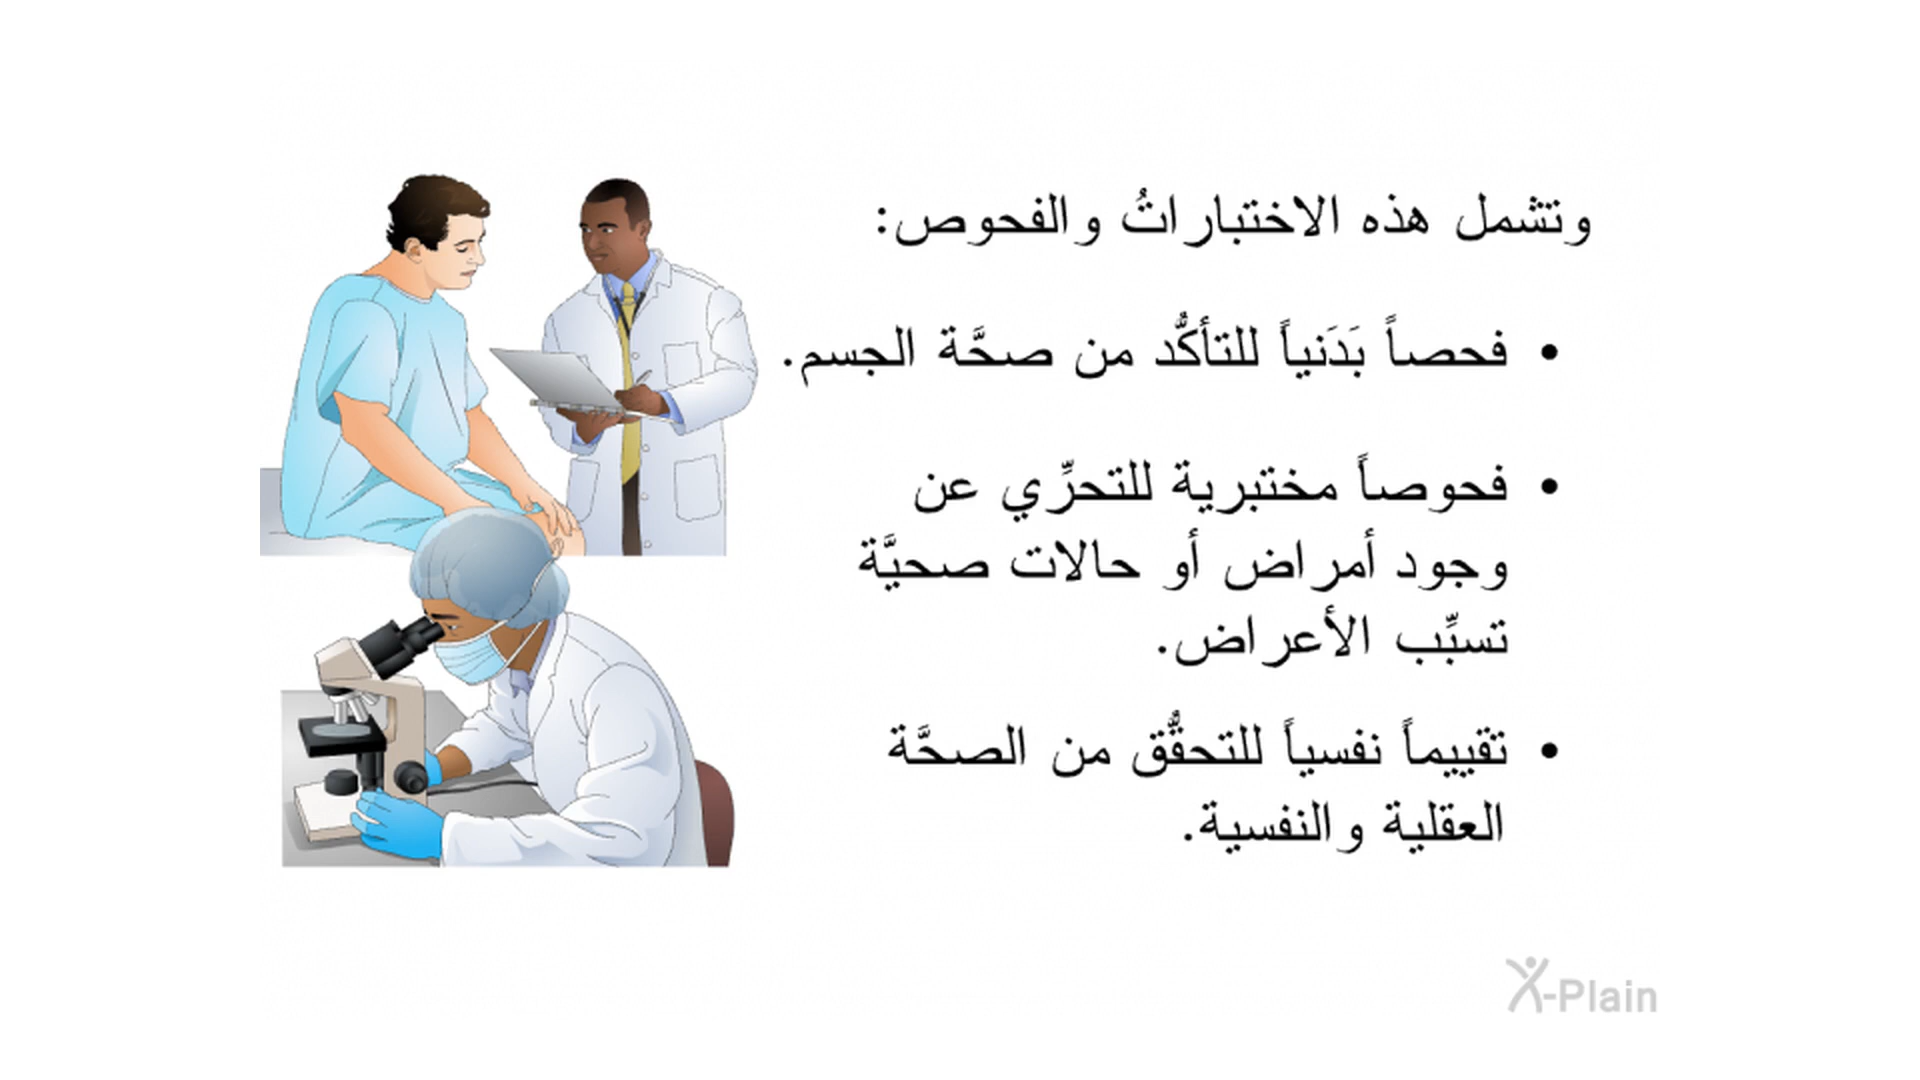 وتشمل هذه الاختباراتُ والفحوص:
• فحصاً بَدَنياً للتأكُّد من صحَّة الجسم.
• فحوصاً مختبرية للتحرِّي عن
وجود أمراض أو حالات صحيَّة
تسبِّب الأعراض.
• تقييماً نفسياً للتحقُّق من الصحَّة
العقلية والنفسية.
X-Plain